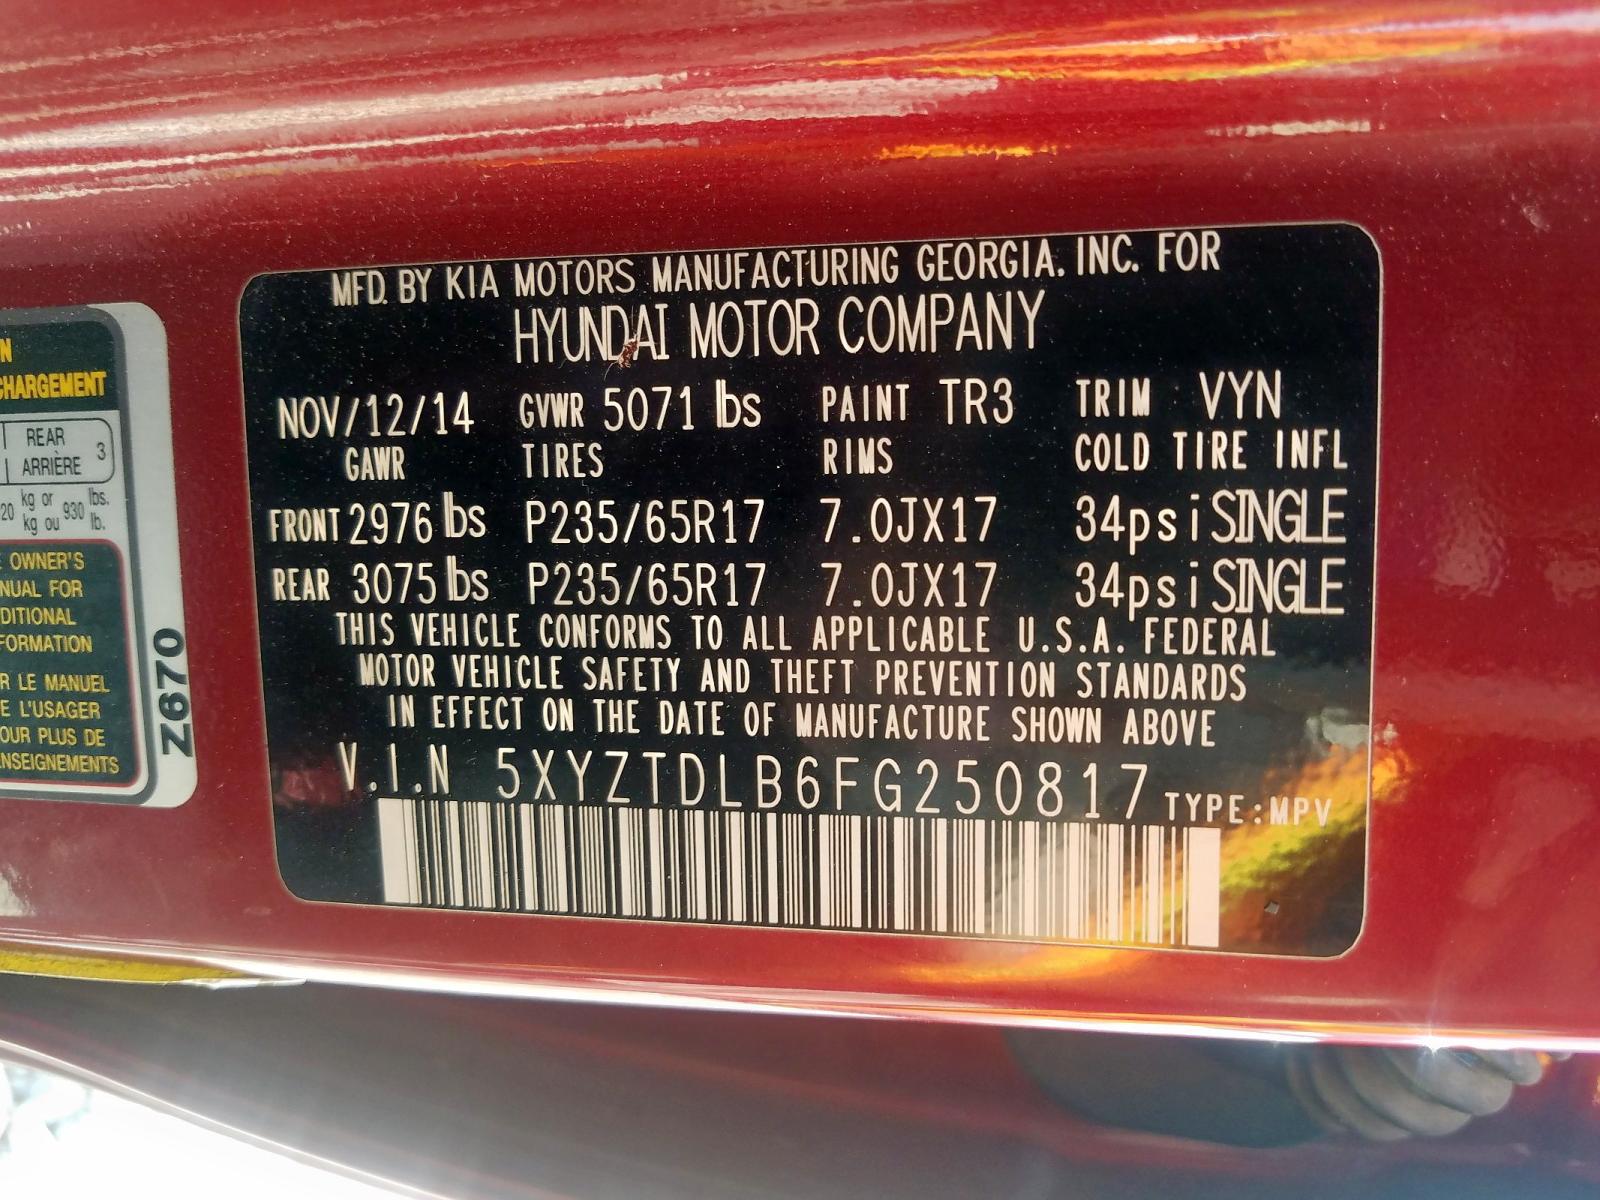 MFD. BY KIA MOTORS MANUFACTURING GEORGIA. INC. FOR
HYUNDAI MOTOR COMPANY
NOV/12/14 GVWR 5071 lbs PAINT TR3 TRIM VYN
GAWR TIRES RIMS COLD TIRE INFL
FRONT 2976 lbs P235/65R17 7.0JX17 34psi SINGLE
REAR 3075 lbs P235/65R17 7.0JX17 34psi SINGLE
THIS VEHICLE CONFORMS TO ALL APPLICABLE U.S.A. FEDERAL
MOTOR VEHICLE SAFETY AND THEFT PREVENTION STANDARDS
IN EFFECT ON THE DATE OF MANUFACTURE SHOWN ABOVE
V.I.N 5XYZTDLB6FG250817 TYPE:MPV
N
CHARGEMENT
REAR
ARRIÈRE 3
20 kg or 930 lbs.
kg ou lb.
E OWNER'S
NUAL FOR
DITIONAL
FORMATION
R LE MANUEL
E L'USAGER
OUR PLUS DE
ENSEIGNEMENTS
Z670